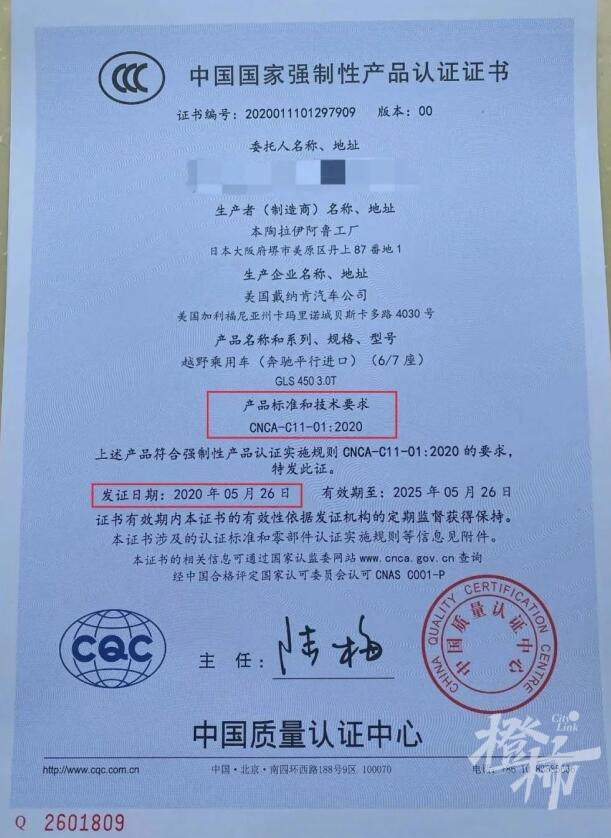 中国国家强制性产品认证证书
证书编号：2020011101297909 版本：00
委托人名称、地址
生产者（制造商）名称、地址
本陶拉伊阿鲁工厂
日本大阪府堺市美原区丹上87番地1
生产企业名称、地址
美国戴纳肯汽车公司
美国加利福尼亚州卡玛里诺城贝斯卡多路4030号
产品名称和系列、规格、型号
越野乘用车（奔驰平行进口）（6/7座）
GLS 450 3.0T
产品标准和技术要求
CNCA-C11-01:2020
上述产品符合强制性产品认证实施规则 CNCA-C11-01:2020 的要求，
特发此证。
发证日期：2020年05月26日 有效期至：2025年05月26日
证书有效期内本证书的有效性依据发证机构的定期监督获得保持。
本证书涉及的认证标准和零部件认证实施规则等信息见附件。
本证书的相关信息可通过国家认监委网站 www.cnca.gov.cn 查询
经中国合格评定国家认可委员会认可 CNAS C001-P
CQC
主 任：
陆梅
CHINA QUALITY CERTIFICATION CENTRE
中国质量认证中心
中国质量认证中心
http://www.cqc.com.cn 中国·北京·南四环西路188号9区 100070
City Link
橙柿
Q 2601809